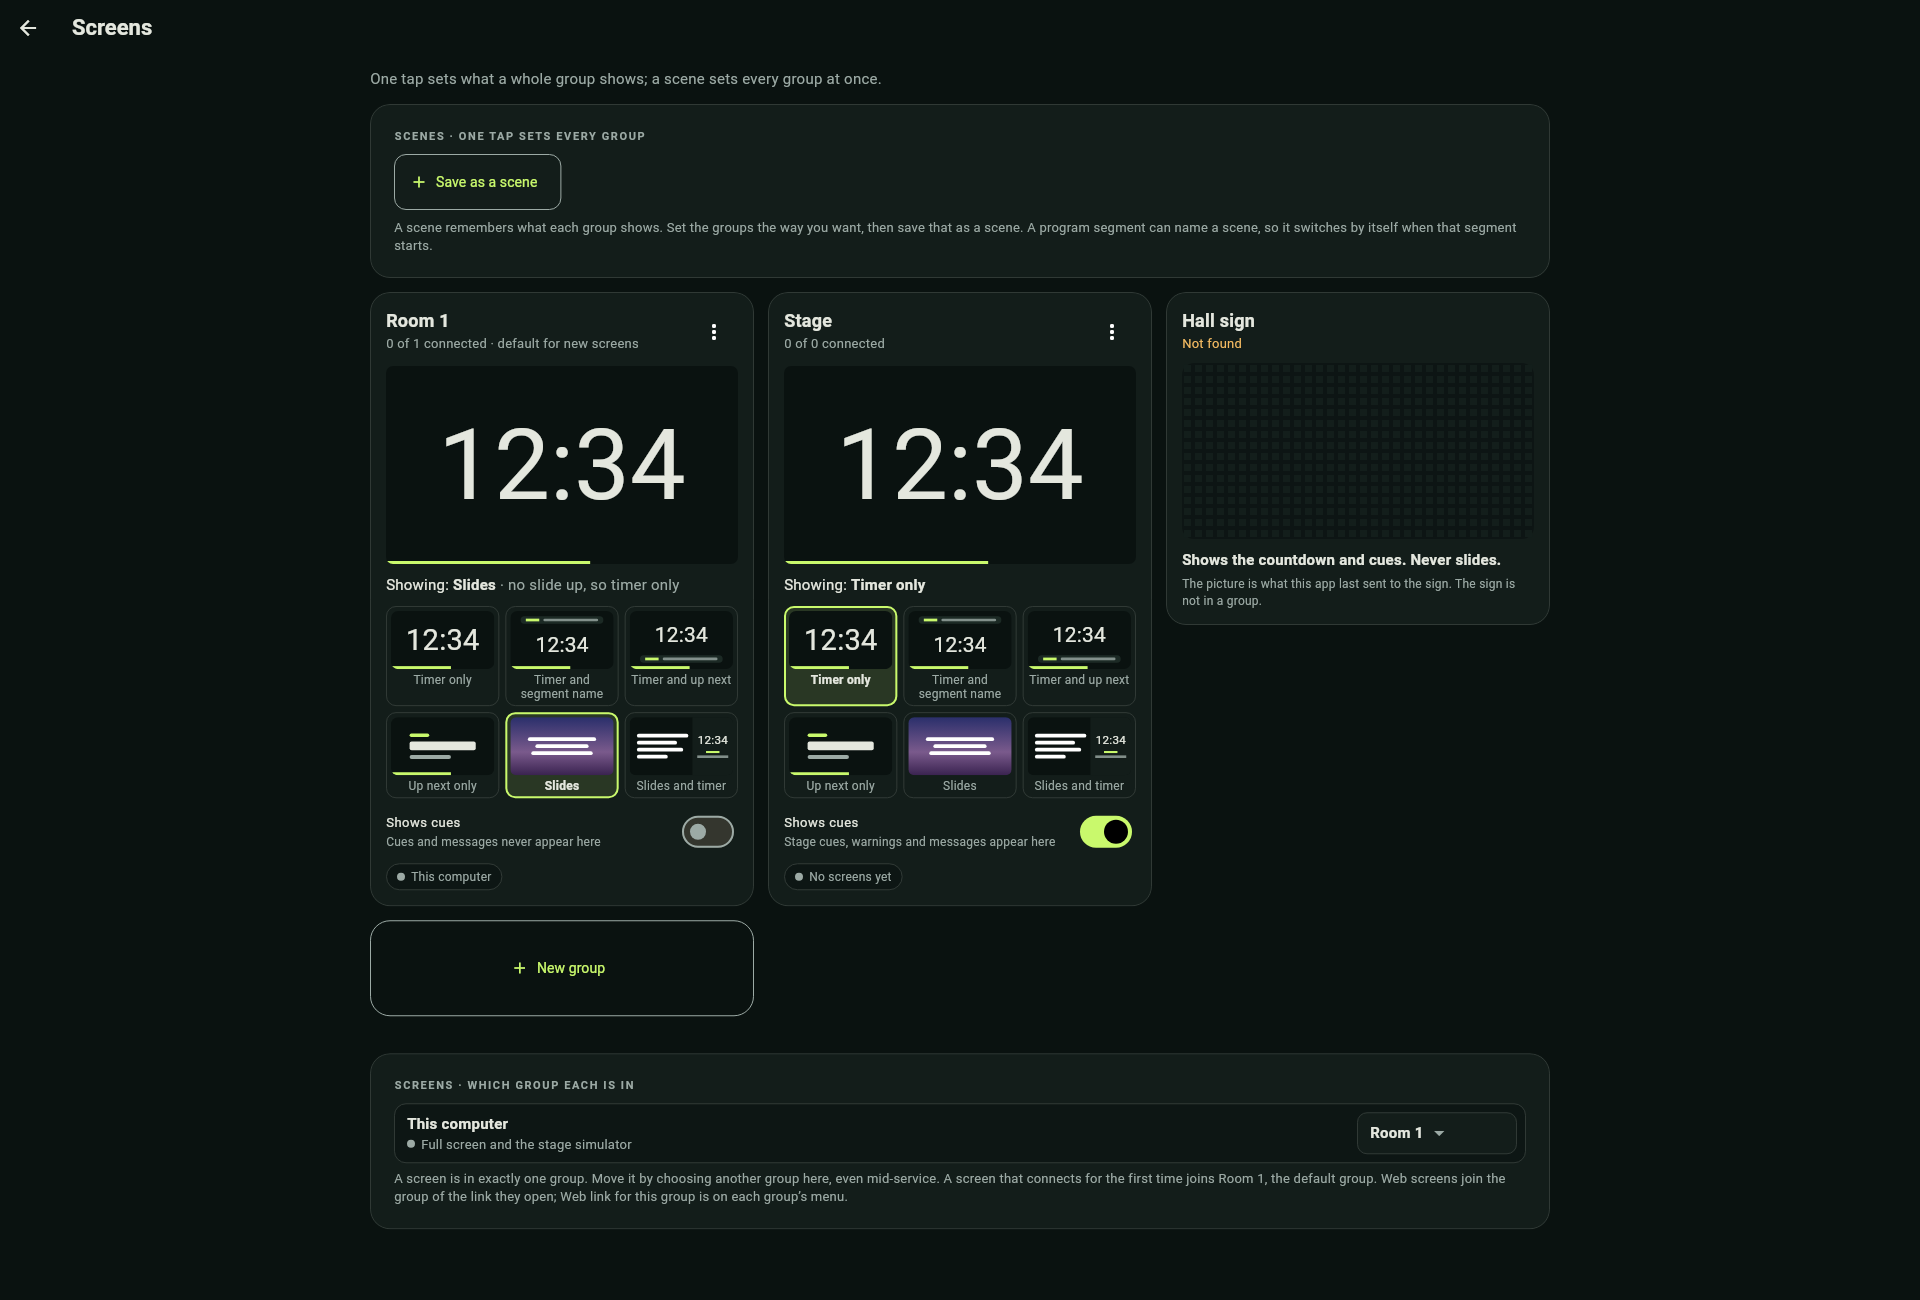 Screens
One tap sets what a whole group shows; a scene sets every group at once.
SCENES · ONE TAP SETS EVERY GROUP
Save as a scene
A scene remembers what each group shows. Set the groups the way you want, then save that as a scene. A program segment can name a scene, so it switches by itself when that segment
starts.
Room 1
0 of 1 connected · default for new screens
12:34
Showing: Slides · no slide up, so timer only
12:34
Timer only
12:34
Timer and
segment name
12:34
Timer and up next
Up next only
Slides
12:34
Slides and timer
Shows cues
Cues and messages never appear here
This computer
Stage
0 of 0 connected
12:34
Showing: Timer only
12:34
Timer only
12:34
Timer and
segment name
12:34
Timer and up next
Up next only
Slides
12:34
Slides and timer
Shows cues
Stage cues, warnings and messages appear here
No screens yet
Hall sign
Not found
Shows the countdown and cues. Never slides.
The picture is what this app last sent to the sign. The sign is
not in a group.
New group
SCREENS · WHICH GROUP EACH IS IN
This computer
Full screen and the stage simulator
Room 1
A screen is in exactly one group. Move it by choosing another group here, even mid-service. A screen that connects for the first time joins Room 1, the default group. Web screens join the
group of the link they open; Web link for this group is on each group's menu.